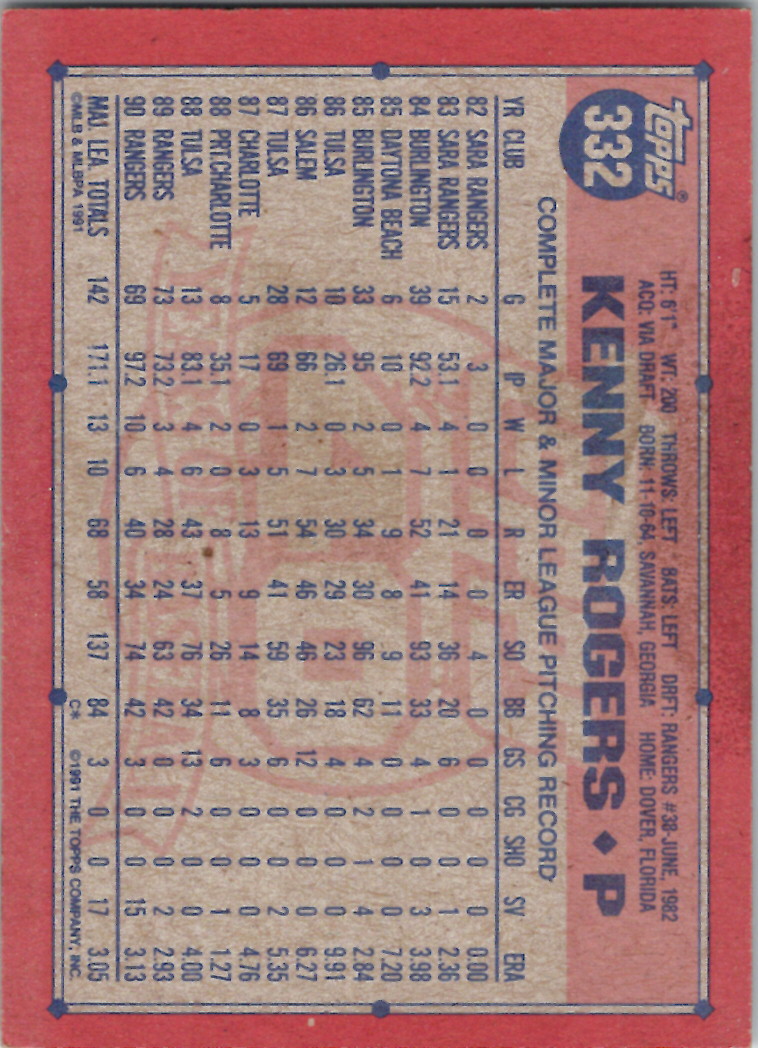 TOPPS®
332
HT: 6'1" WT: 200 THROWS: LEFT BATS: LEFT DRFT: RANGERS #38-JUNE, 1982
ACQ: VIA DRAFT BORN: 11-10-64, SAVANNAH, GEORGIA HOME: DOVER, FLORIDA
KENNY ROGERS ♦ P
COMPLETE MAJOR & MINOR LEAGUE PITCHING RECORD
YR CLUB G IP W L R ER SO BB GS CG SHO SV ERA
82 SARA RANGERS 2 3 0 0 0 0 4 0 0 0 0 0 0.00
83 SARA RANGERS 15 53.1 4 1 21 14 36 20 6 0 0 1 2.36
84 BURLINGTON 39 92.2 4 7 52 41 93 33 4 1 0 3 3.98
85 DAYTONA BEACH 6 10 0 1 9 8 9 11 0 0 0 0 7.20
85 BURLINGTON 33 95 2 5 34 30 96 62 4 2 1 4 2.84
86 TULSA 10 26.1 0 3 30 29 23 18 4 0 0 0 9.91
86 SALEM 12 66 2 7 54 46 46 26 12 0 0 0 6.27
87 TULSA 28 69 1 5 51 41 59 35 6 0 0 2 5.35
87 CHARLOTTE 5 17 0 3 13 9 14 8 3 0 0 0 4.76
88 PRT.CHARLOTTE 8 35.1 2 0 8 5 26 11 6 0 0 1 1.27
88 TULSA 13 83.1 4 6 43 37 76 34 13 2 0 0 4.00
89 RANGERS 73 73.2 3 4 28 24 63 42 0 0 0 2 2.93
90 RANGERS 69 97.2 10 6 40 34 74 42 3 0 0 15 3.13
MAJ. LEA. TOTALS 142 171.1 13 10 68 58 137 84 3 0 0 17 3.05
©MLB & MLBPA 1991 C* ©1991 THE TOPPS COMPANY, INC.